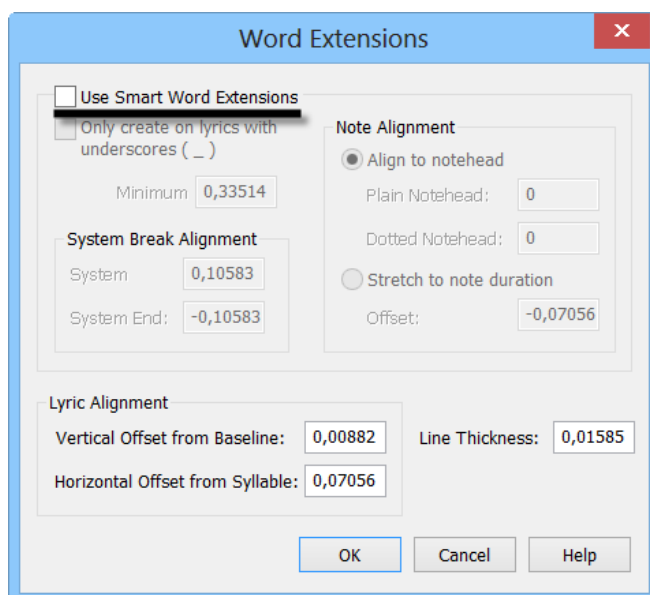 Word Extensions
Use Smart Word Extensions
Only create on lyrics with
underscores ( _ )
Minimum 0,33514
System Break Alignment
System 0,10583
System End: -0,10583
Note Alignment
Align to notehead
Plain Notehead: 0
Dotted Notehead: 0
Stretch to note duration
Offset: -0,07056
Lyric Alignment
Vertical Offset from Baseline: 0,00882
Horizontal Offset from Syllable: 0,07056
Line Thickness: 0,01585
OK Cancel Help